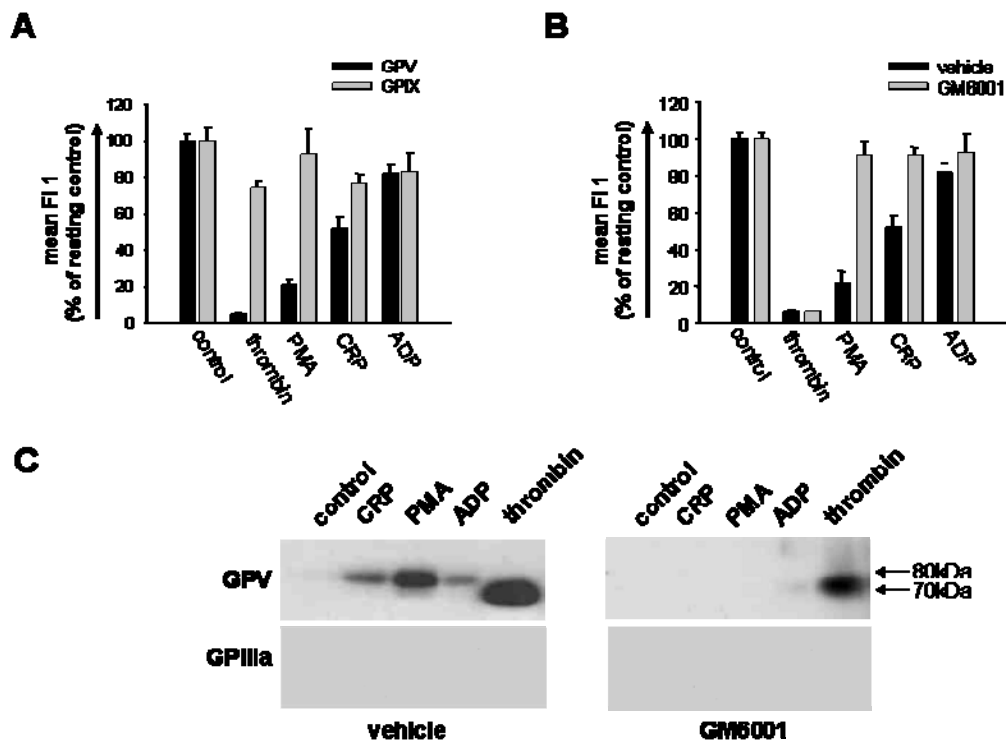 A
GPV
GPIX
mean Fl 1
(% of resting control)
120
100
80
60
40
20
0
control
thrombin
PMA
CRP
ADP
B
vehicle
GM6001
mean Fl 1
(% of resting control)
120
100
80
60
40
20
0
control
thrombin
PMA
CRP
ADP
C
control
CRP
PMA
ADP
thrombin
control
CRP
PMA
ADP
thrombin
GPV
80kDa
70kDa
GPIIIa
vehicle
GM6001